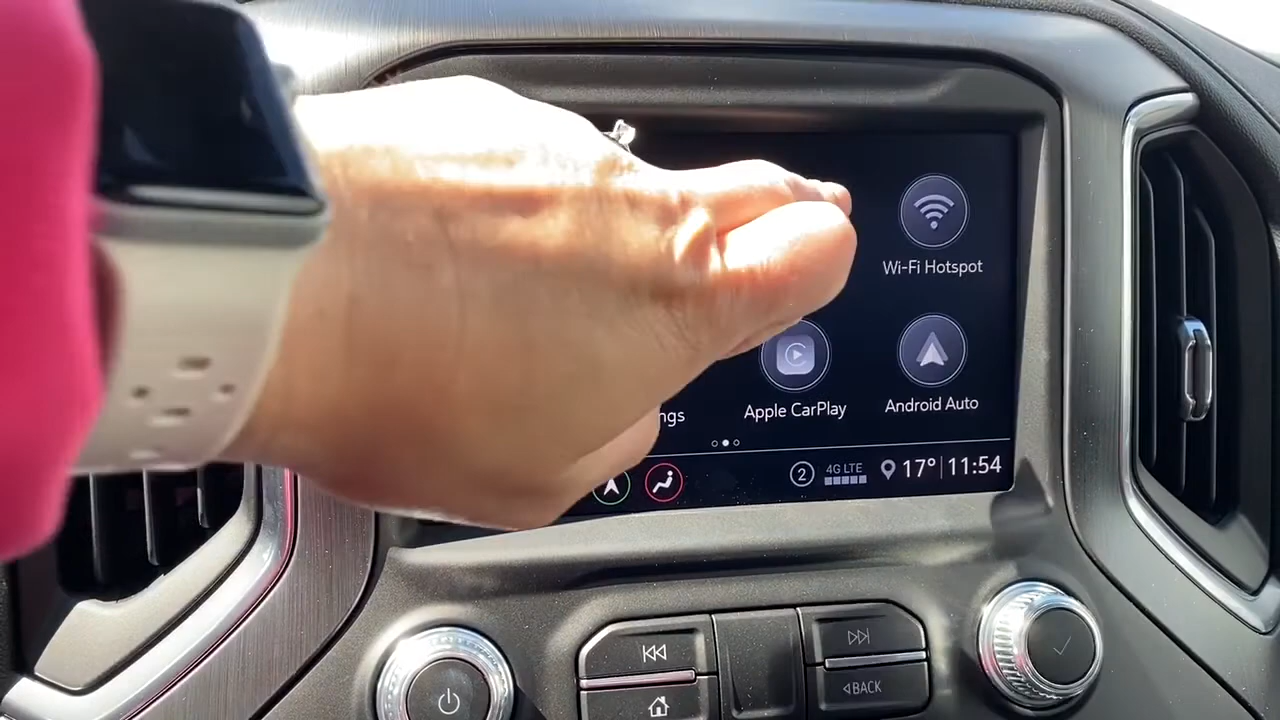 Wi-Fi Hotspot
ngs
Apple CarPlay
Android Auto
2
4G LTE
17°
11:54
BACK